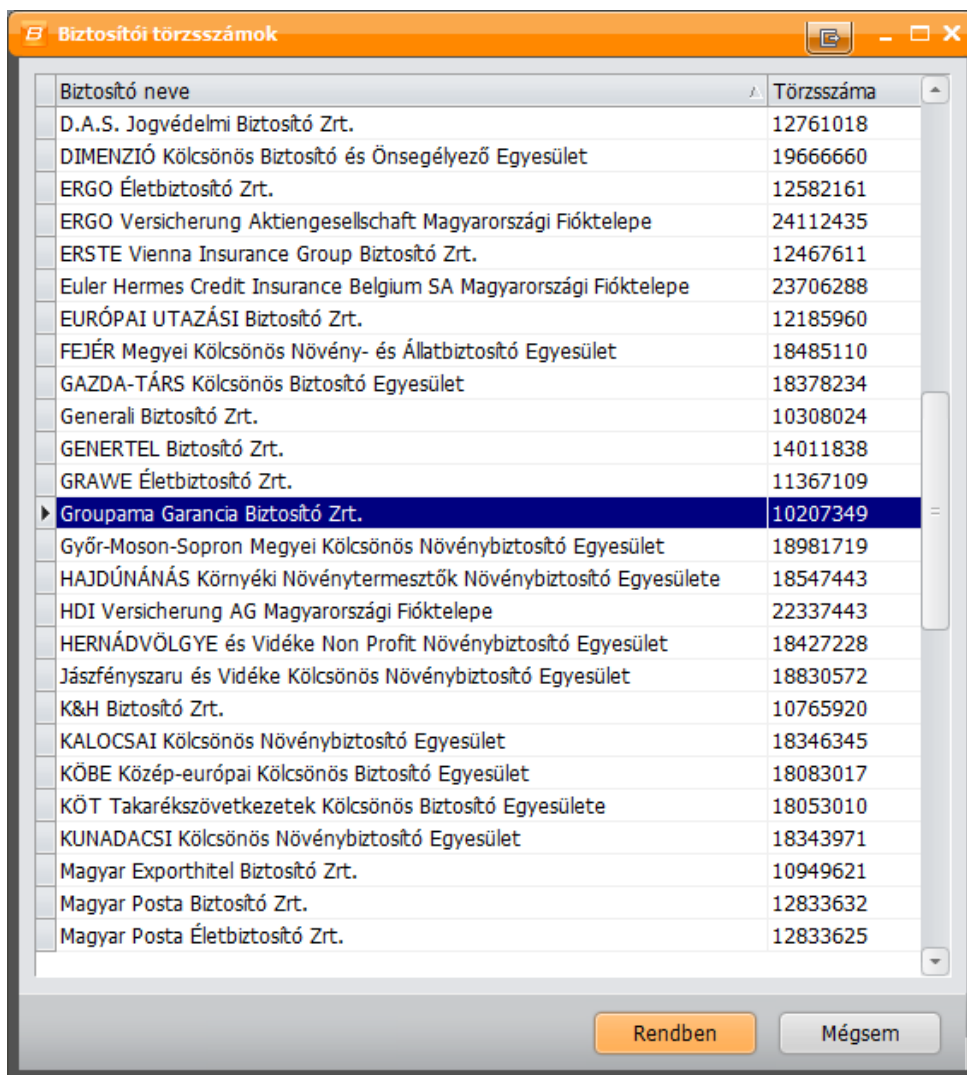 B Biztosítói törzsszámok
Biztosító neve Törzsszáma
D.A.S. Jogvédelmi Biztosító Zrt. 12761018
DIMENZIÓ Kölcsönös Biztosító és Önsegélyező Egyesület 19666660
ERGO Életbiztosító Zrt. 12582161
ERGO Versicherung Aktiengesellschaft Magyarországi Fióktelepe 24112435
ERSTE Vienna Insurance Group Biztosító Zrt. 12467611
Euler Hermes Credit Insurance Belgium SA Magyarországi Fióktelepe 23706288
EURÓPAI UTAZÁSI Biztosító Zrt. 12185960
FEJÉR Megyei Kölcsönös Növény- és Állatbiztosító Egyesület 18485110
GAZDA-TÁRS Kölcsönös Biztosító Egyesület 18378234
Generali Biztosító Zrt. 10308024
GENERTEL Biztosító Zrt. 14011838
GRAWE Életbiztosító Zrt. 11367109
Groupama Garancia Biztosító Zrt. 10207349
Győr-Moson-Sopron Megyei Kölcsönös Növénybiztosító Egyesület 18981719
HAJDÚNÁNÁS Környéki Növénytermesztők Növénybiztosító Egyesülete 18547443
HDI Versicherung AG Magyarországi Fióktelepe 22337443
HERNÁDVÖLGYE és Vidéke Non Profit Növénybiztosító Egyesület 18427228
Jászfényszaru és Vidéke Kölcsönös Növénybiztosító Egyesület 18830572
K&H Biztosító Zrt. 10765920
KALOCSAI Kölcsönös Növénybiztosító Egyesület 18346345
KÖBE Közép-európai Kölcsönös Biztosító Egyesület 18083017
KÖT Takarékszövetkezetek Kölcsönös Biztosító Egyesülete 18053010
KUNADACSI Kölcsönös Növénybiztosító Egyesület 18343971
Magyar Exporthitel Biztosító Zrt. 10949621
Magyar Posta Biztosító Zrt. 12833632
Magyar Posta Életbiztosító Zrt. 12833625
Rendben Mégsem